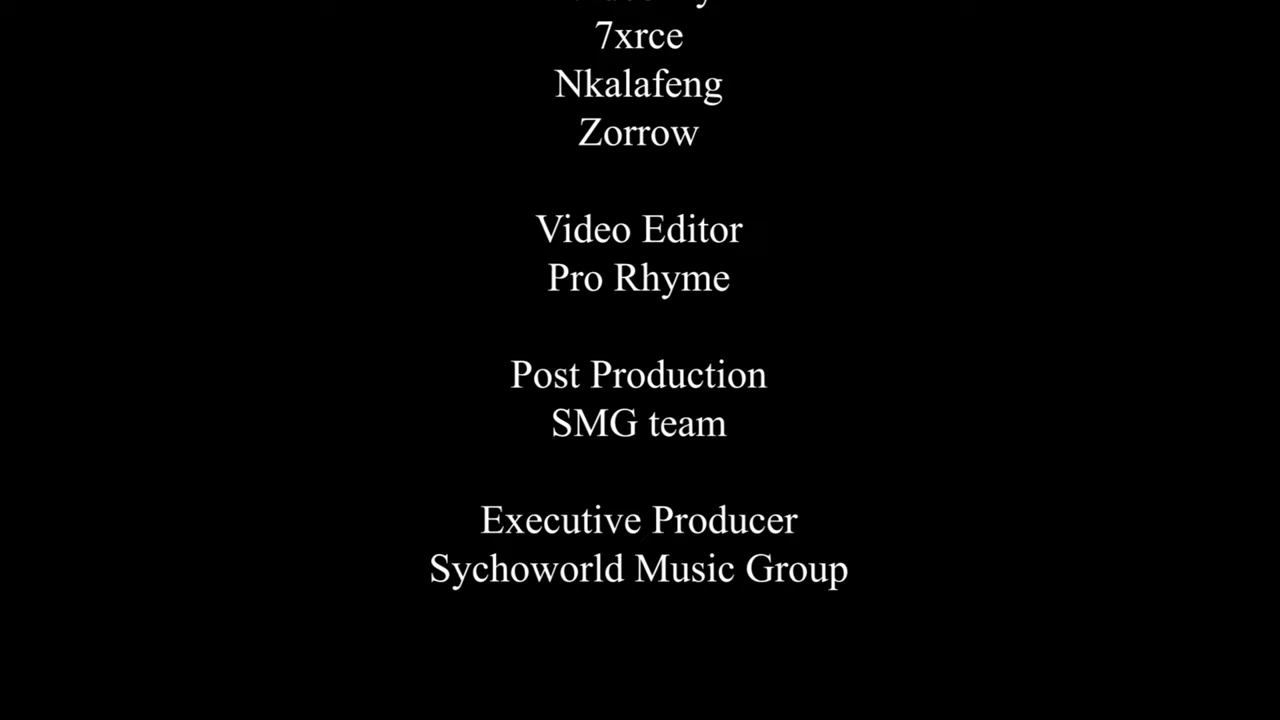 7xrce
Nkalafeng
Zorrow
Video Editor
Pro Rhyme
Post Production
SMG team
Executive Producer
Sychoworld Music Group